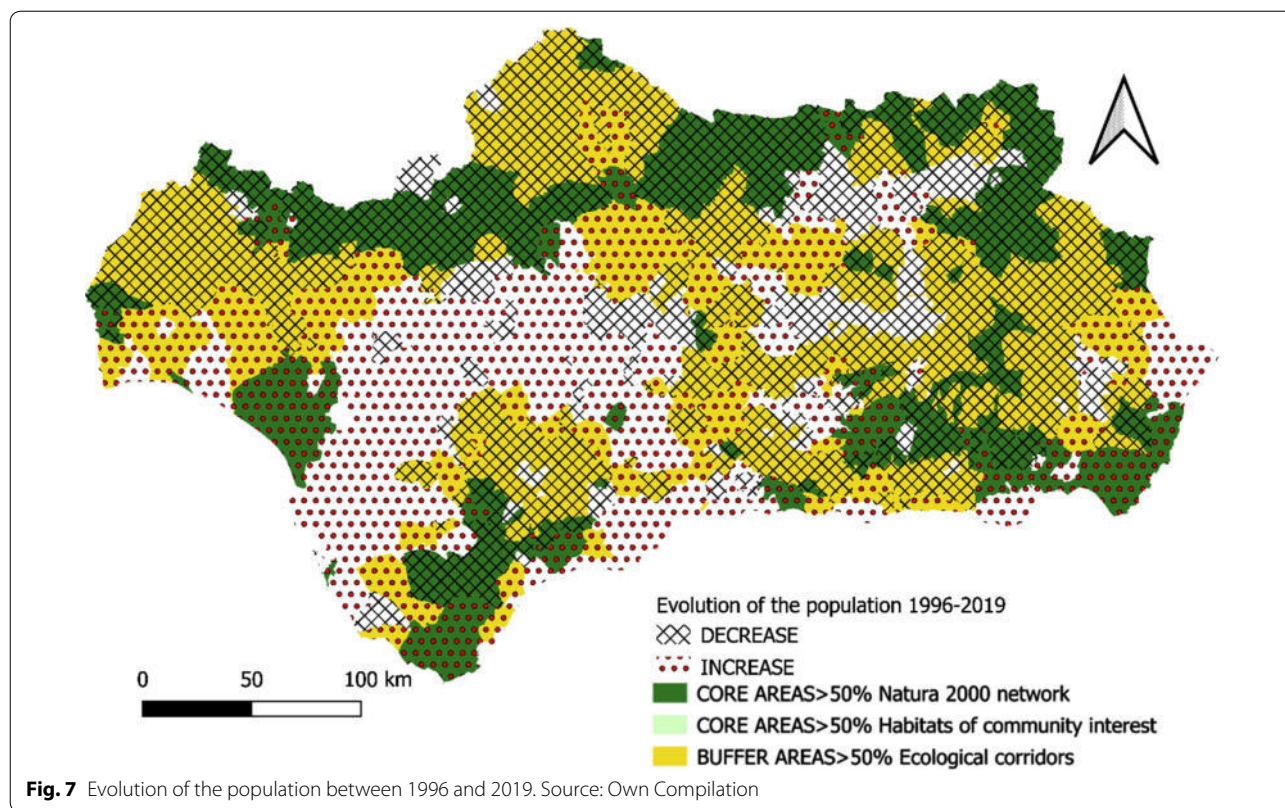 Evolution of the population 1996-2019
DECREASE
INCREASE
CORE AREAS>50% Natura 2000 network
CORE AREAS>50% Habitats of community interest
BUFFER AREAS>50% Ecological corridors
0 50 100 km
Fig. 7 Evolution of the population between 1996 and 2019. Source: Own Compilation